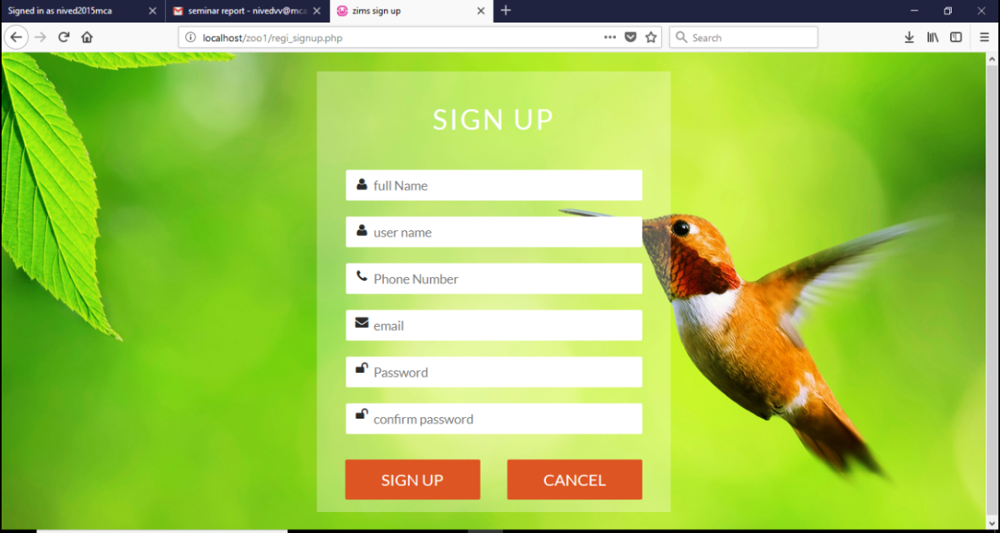 Signed in as nived2015mca
seminar report - nivedvv@mca
zims sign up
localhost/zoo1/regi_signup.php
Search
SIGN UP
full Name
user name
Phone Number
email
Password
confirm password
SIGN UP CANCEL